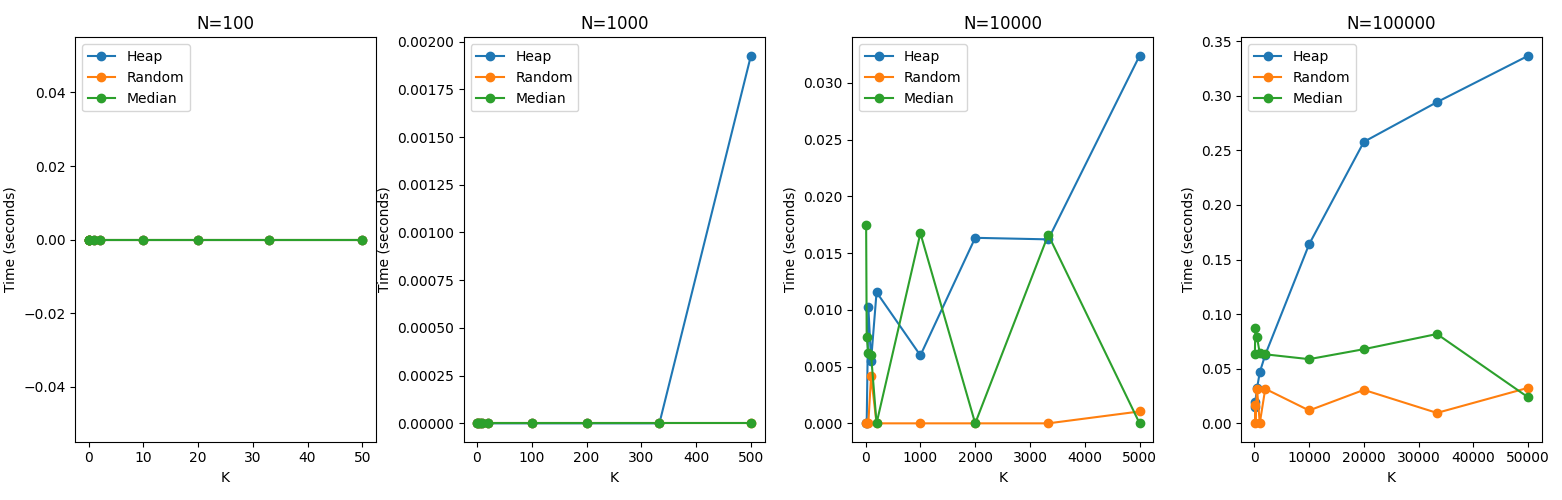 N=100
Heap
Random
Median
0.04
0.02
0.00
−0.02
−0.04
Time (seconds)
0 10 20 30 40 50
K
N=1000
Heap
Random
Median
0.00200
0.00175
0.00150
0.00125
0.00100
0.00075
0.00050
0.00025
0.00000
Time (seconds)
0 100 200 300 400 500
K
N=10000
Heap
Random
Median
0.030
0.025
0.020
0.015
0.010
0.005
0.000
Time (seconds)
0 1000 2000 3000 4000 5000
K
N=100000
Heap
Random
Median
0.35
0.30
0.25
0.20
0.15
0.10
0.05
0.00
Time (seconds)
0 10000 20000 30000 40000 50000
K